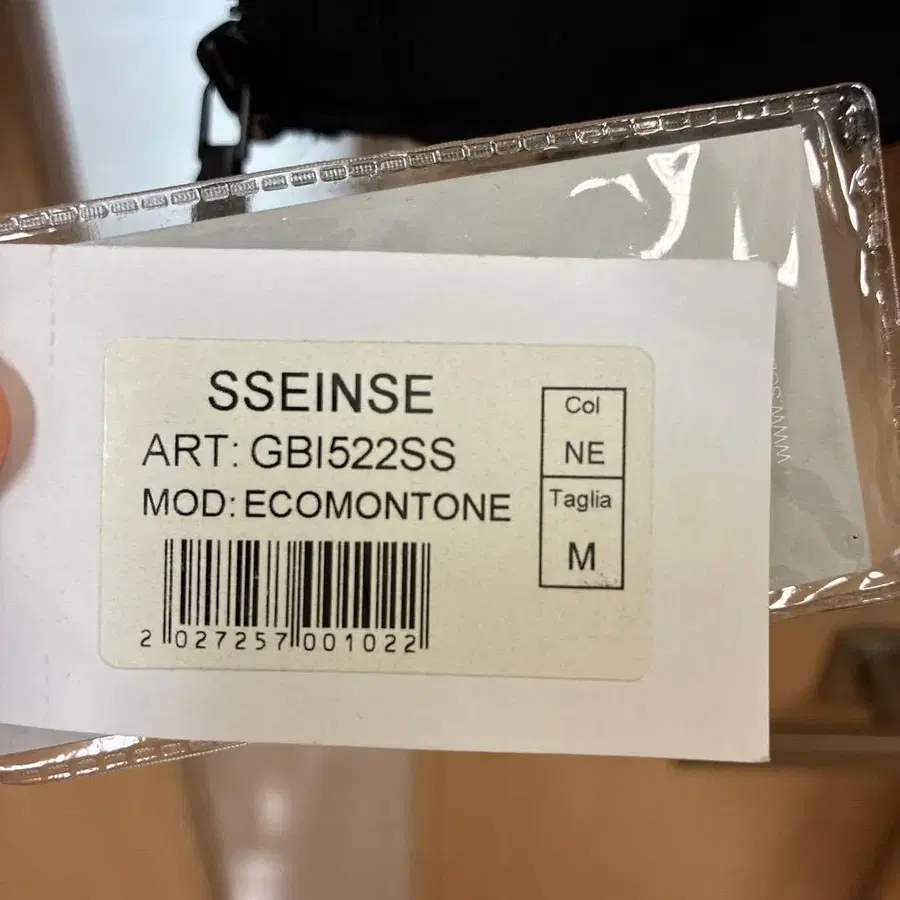 SSEINSE
ART: GBI522SS
MOD: ECOMONTONE
Col
NE
Taglia
M
2 027257 001022